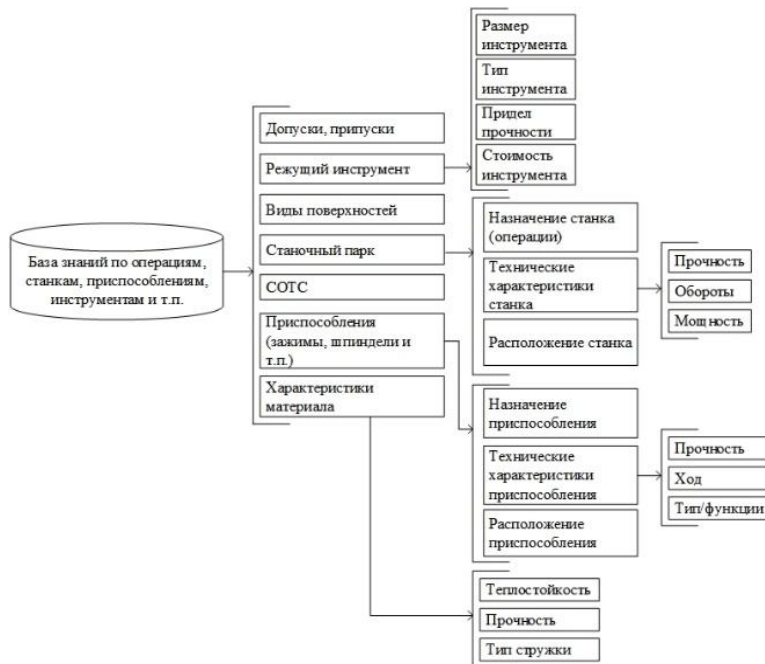 База знаний по операциям,
станкам, приспособлениям,
инструментам и т.п.
Допуски, припуски
Режущий инструмент
Виды поверхностей
Станочный парк
СОТС
Приспособления
(зажимы, шпиндели и
т.п.)
Характеристики
материала
Размер
инструмента
Тип
инструмента
Придел
прочности
Стоимость
инструмента
Назначение станка
(операции)
Технические
характеристики
станка
Расположение станка
Прочность
Обороты
Мощность
Назначение
приспособления
Технические
характеристики
приспособления
Расположение
приспособления
Прочность
Ход
Тип/функции
Теплостойкость
Прочность
Тип стружки